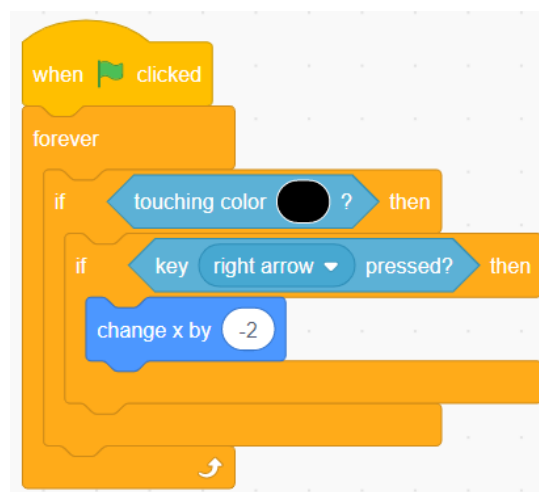 when clicked
forever
if touching color ? then
if key right arrow pressed? then
change x by -2